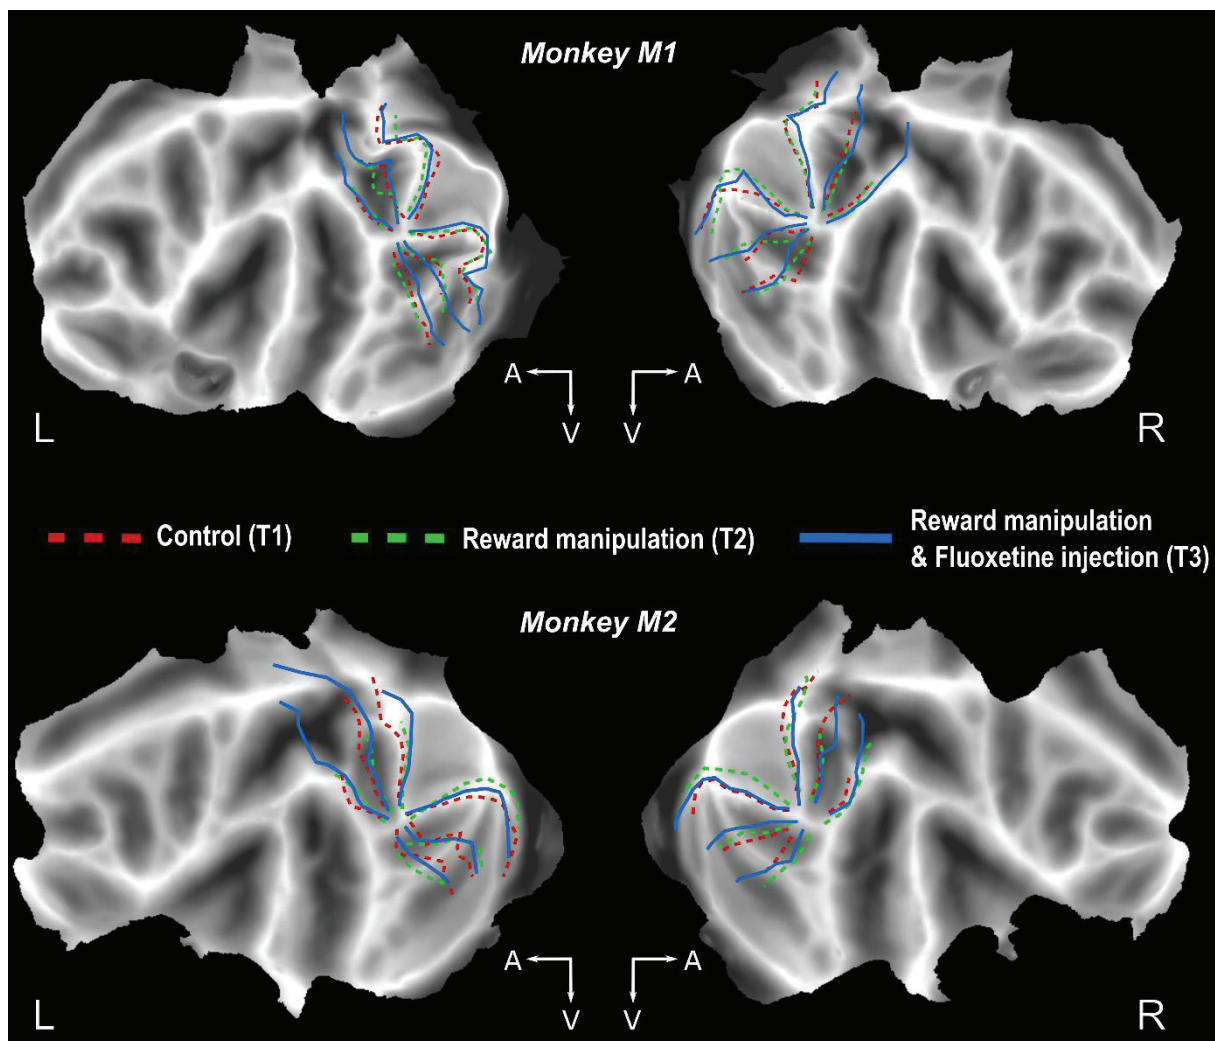 Monkey M1
A
A
V
V
L
R
Control (T1)
Reward manipulation (T2)
Reward manipulation
& Fluoxetine injection (T3)
Monkey M2
A
A
V
V
L
R